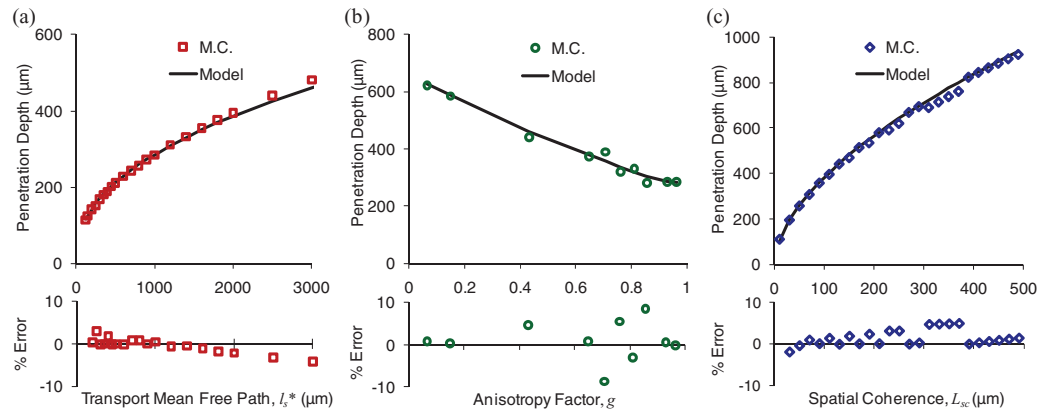 (a)
600
400
200
0
Penetration Depth (µm)
M.C.
Model
0
1000
2000
3000
10
0
-10
% Error
Transport Mean Free Path, lₛ* (µm)
(b)
800
600
400
200
0
Penetration Depth (µm)
M.C.
Model
0
0.2
0.4
0.6
0.8
1
10
0
-10
% Error
Anisotropy Factor, g
(c)
1000
800
600
400
200
0
Penetration Depth (µm)
M.C.
Model
0
100
200
300
400
500
10
0
-10
% Error
Spatial Coherence, Lsc (µm)